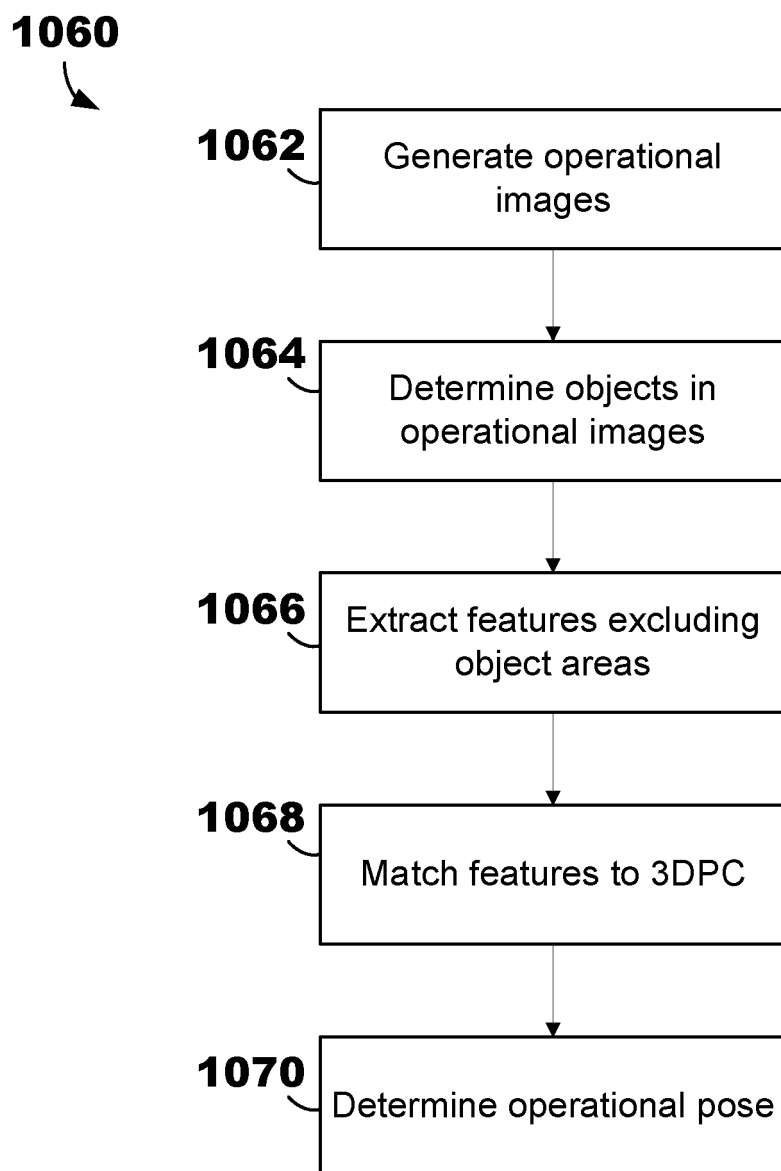 1060
1062
Generate operational
images
1064
Determine objects in
operational images
1066
Extract features excluding
object areas
1068
Match features to 3DPC
1070
Determine operational pose